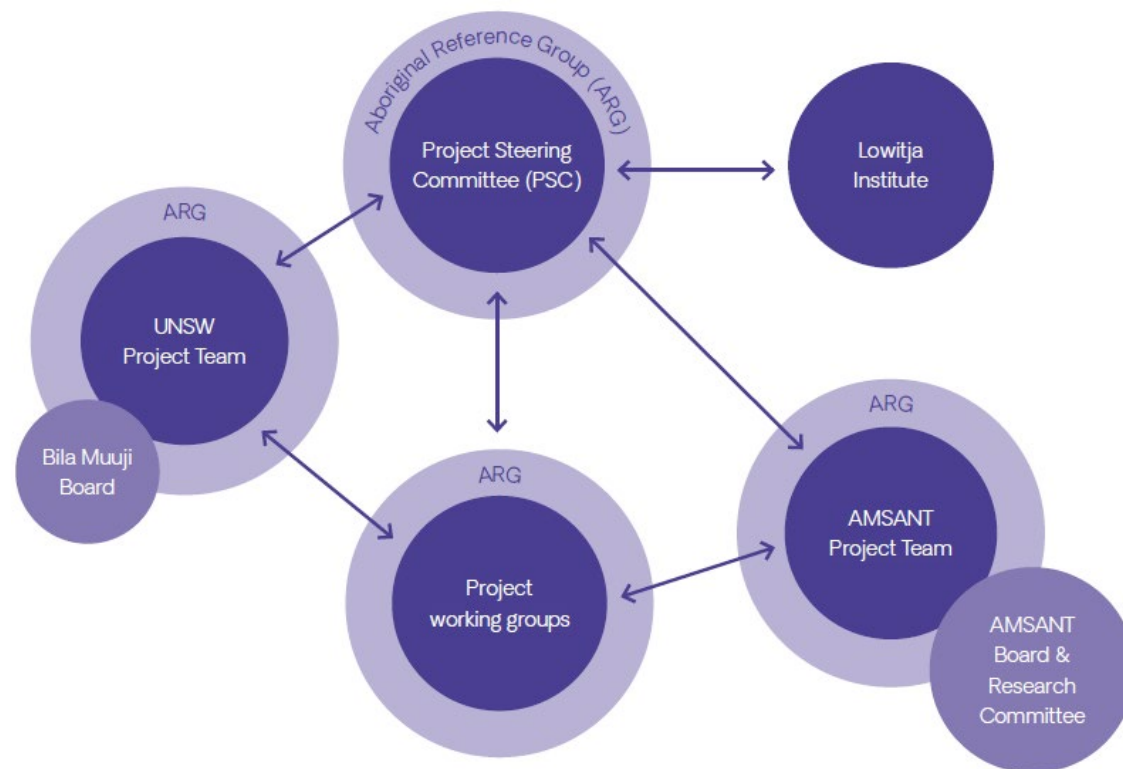 Aboriginal Reference Group (ARG)
Project Steering
Committee (PSC)
Lowitja
Institute
ARG
UNSW
Project Team
Bila Muuji
Board
ARG
Project
working groups
ARG
AMSANT
Project Team
AMSANT
Board &
Research
Committee